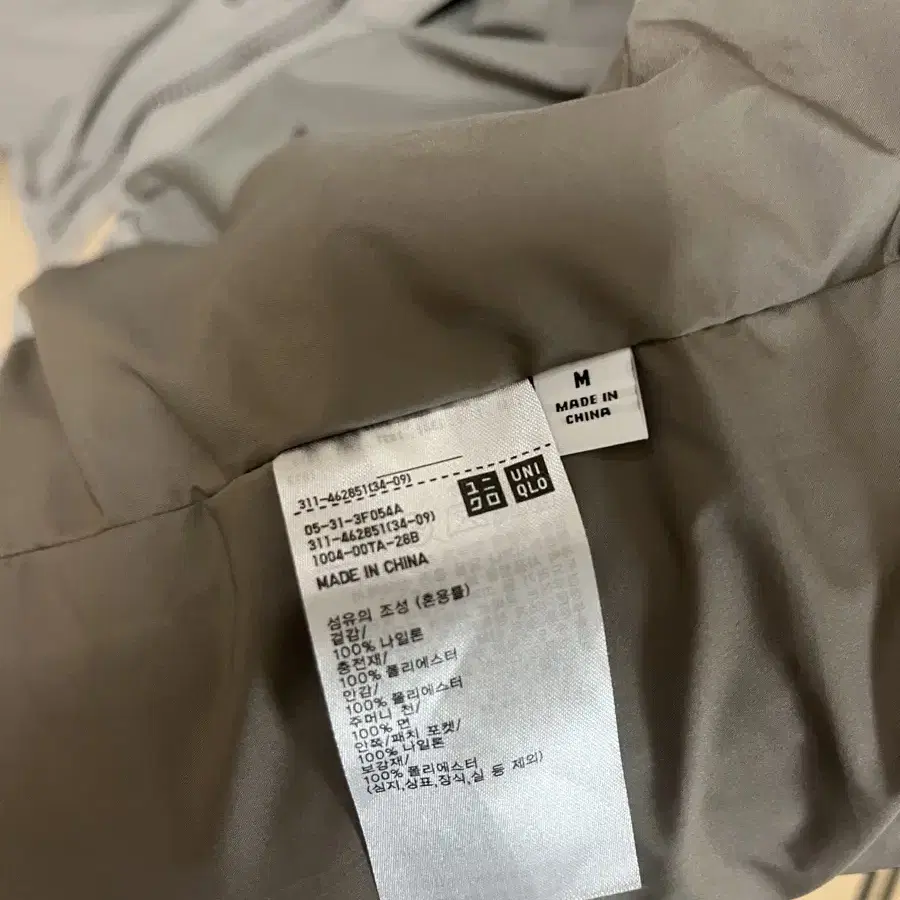 M
MADE IN
CHINA
311-462851(34-09)
ユニ
クロ
UNI
QLO
05-31-3F054A
311-462851(34-09)
1004-00TA-28B
MADE IN CHINA
섬유의 조성 (혼용률)
겉감/
100% 나일론
충전재/
100% 폴리에스터
안감/
100% 폴리에스터
주머니 천/
100% 면
안쪽/패치 포켓/
100% 나일론
보강재/
100% 폴리에스터
(심지,상표,장식,실 등 제외)